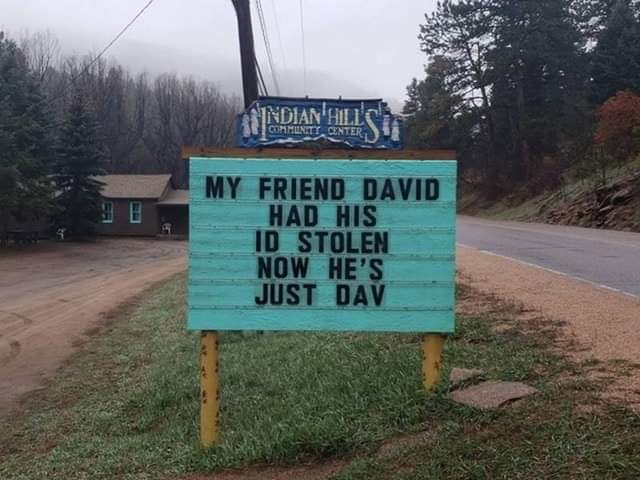 INDIAN HILLS
COMMUNITY CENTER
MY FRIEND DAVID
HAD HIS
ID STOLEN
NOW HE'S
JUST DAV